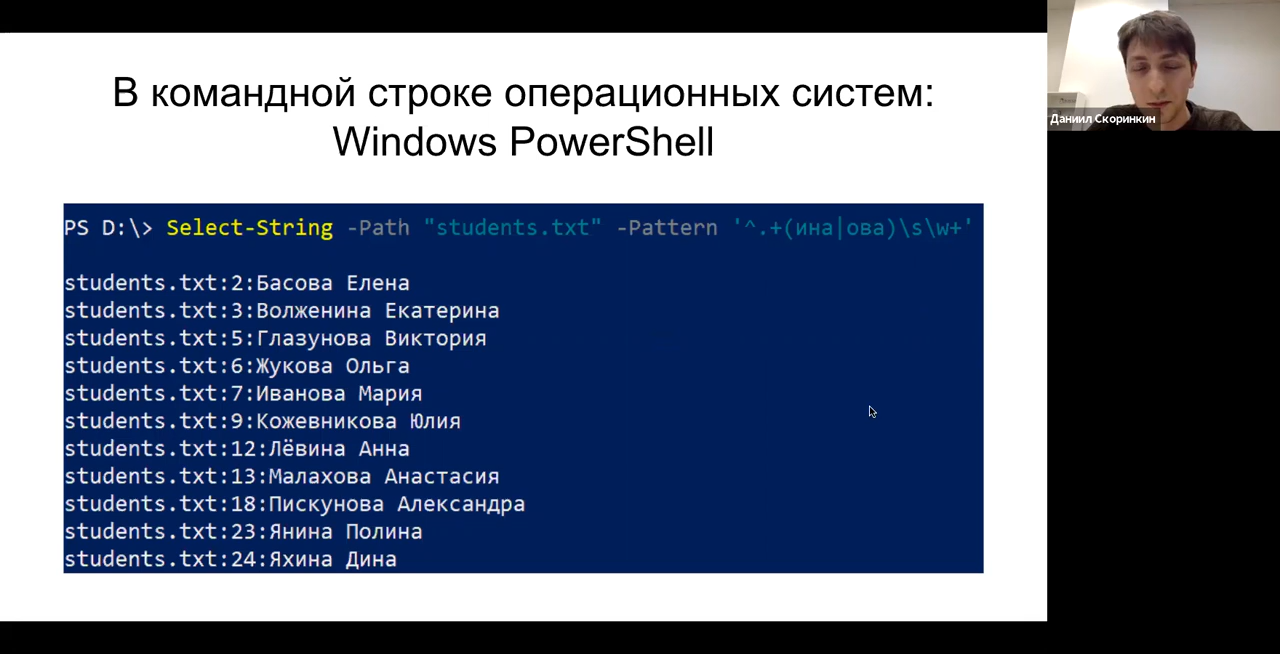 В командной строке операционных систем:
Windows PowerShell
PS D:\> Select-String -Path "students.txt" -Pattern '^.+(ина|ова)\s\w+'
students.txt:2:Басова Елена
students.txt:3:Волженина Екатерина
students.txt:5:Глазунова Виктория
students.txt:6:Жукова Ольга
students.txt:7:Иванова Мария
students.txt:9:Кожевникова Юлия
students.txt:12:Лёвина Анна
students.txt:13:Малахова Анастасия
students.txt:18:Пискунова Александра
students.txt:23:Янина Полина
students.txt:24:Яхина Дина
Даниил Скоринкин